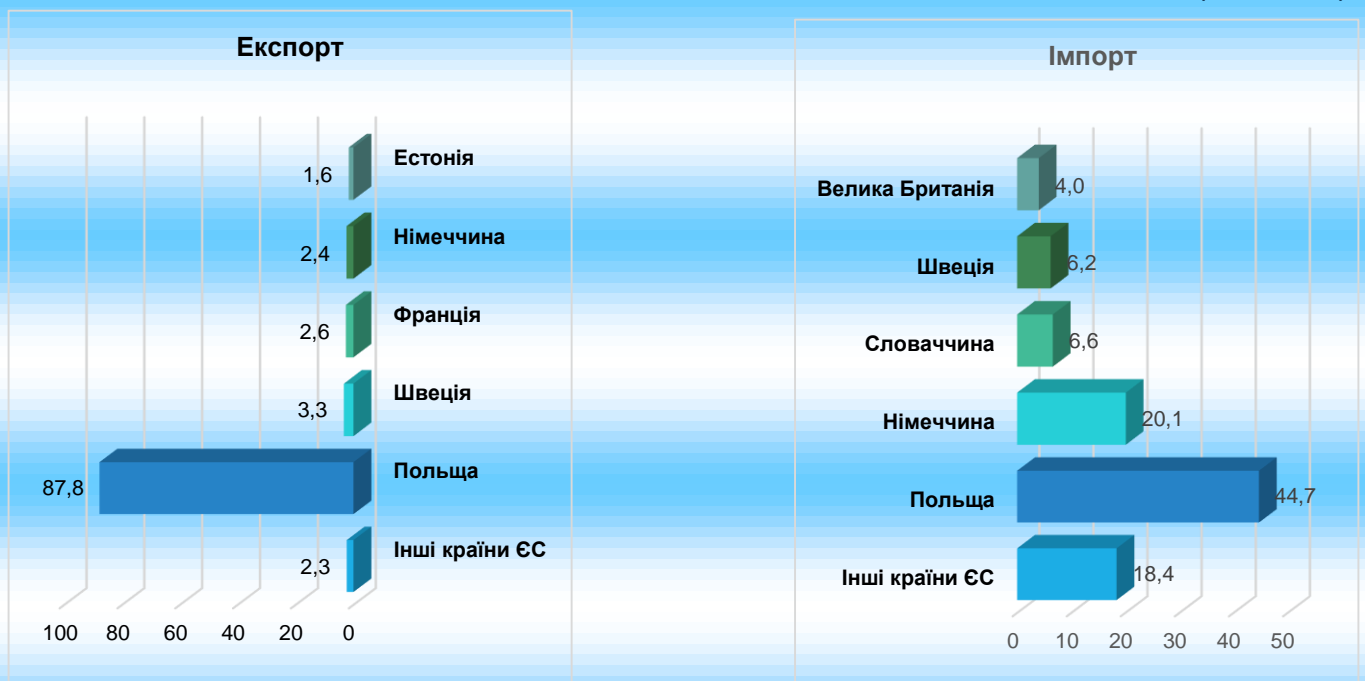 Експорт
Естонія
1,6
Німеччина
2,4
Франція
2,6
Швеція
3,3
Польща
87,8
Інші країни ЄС
2,3
100 80 60 40 20 0
Імпорт
Велика Британія 4,0
Швеція 6,2
Словаччина 6,6
Німеччина 20,1
Польща 44,7
Інші країни ЄС 18,4
0 10 20 30 40 50